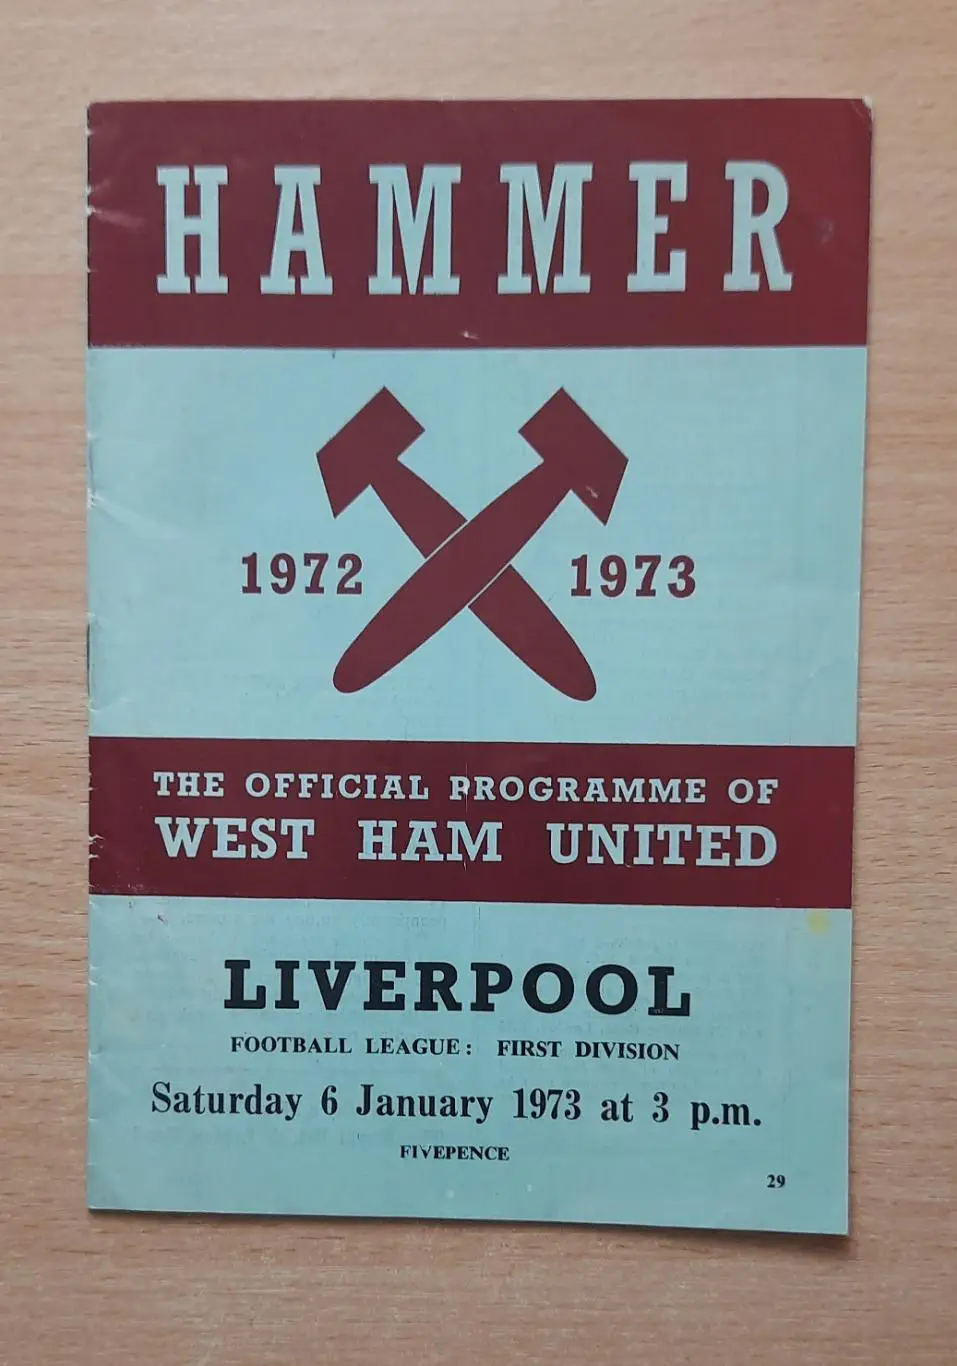 HAMMER
1972 1973
THE OFFICIAL PROGRAMME OF
WEST HAM UNITED
LIVERPOOL
FOOTBALL LEAGUE: FIRST DIVISION
Saturday 6 January 1973 at 3 p.m.
FIVEPENCE
29